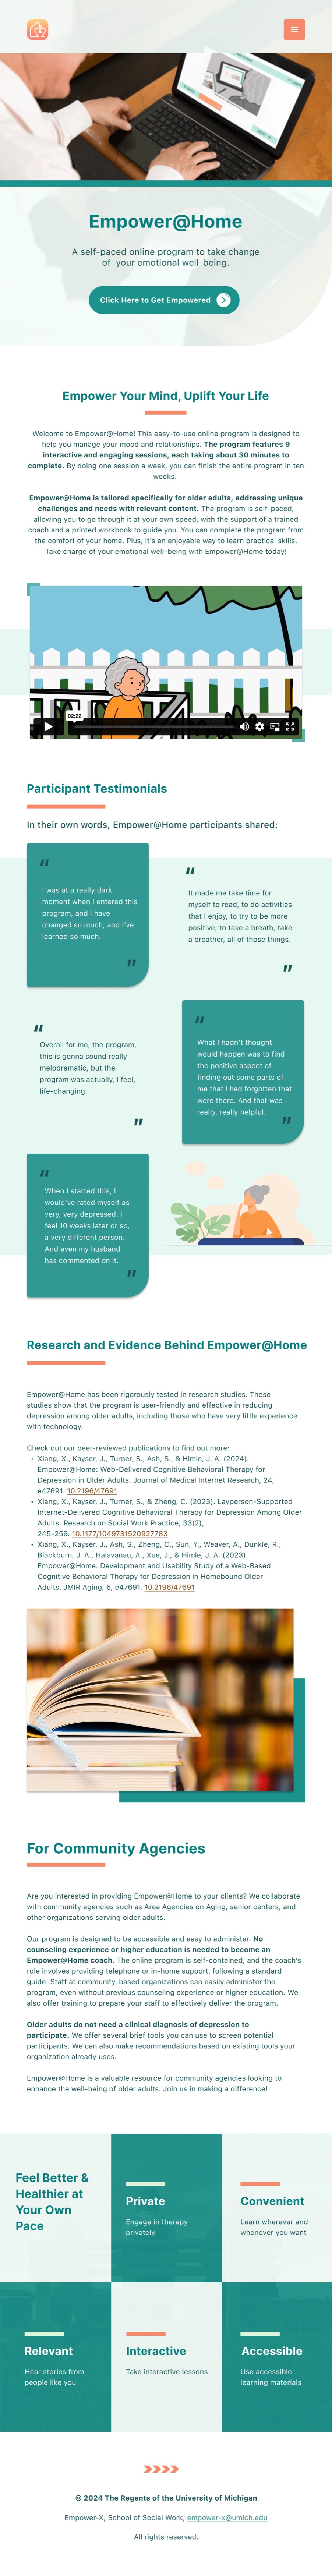 Empower@Home
A self-paced online program to take change
of your emotional well-being.
Click Here to Get Empowered
Empower Your Mind, Uplift Your Life
Welcome to Empower@Home! This easy-to-use online program is designed to
help you manage your mood and relationships. The program features 9
interactive and engaging sessions, each taking about 30 minutes to
complete. By doing one session a week, you can finish the entire program in ten
weeks.
Empower@Home is tailored specifically for older adults, addressing unique
challenges and needs with relevant content. The program is self-paced,
allowing you to go through it at your own speed, with the support of a trained
coach and a printed workbook to guide you. You can complete the program from
the comfort of your home. Plus, it's an enjoyable way to learn practical skills.
Take charge of your emotional well-being with Empower@Home today!
02:22
Participant Testimonials
In their own words, Empower@Home participants shared:
"
I was at a really dark
moment when I entered this
program, and I have
changed so much, and I've
learned so much.
"
"
It made me take time for
myself to read, to do activities
that I enjoy, to try to be more
positive, to take a breath, take
a breather, all of those things.
"
"
Overall for me, the program,
this is gonna sound really
melodramatic, but the
program was actually, I feel,
life-changing.
"
"
What I hadn't thought
would happen was to find
the positive aspect of
finding out some parts of
me that I had forgotten that
were there. And that was
really, really helpful.
"
"
When I started this, I
would've rated myself as
very, very depressed. I
feel 10 weeks later or so,
a very different person.
And even my husband
has commented on it.
"
Research and Evidence Behind Empower@Home
Empower@Home has been rigorously tested in research studies. These
studies show that the program is user-friendly and effective in reducing
depression among older adults, including those who have very little experience
with technology.
Check out our peer-reviewed publications to find out more:
• Xiang, X., Kayser, J., Turner, S., Ash, S., & Himle, J. A. (2024).
Empower@Home: Web-Delivered Cognitive Behavioral Therapy for
Depression in Older Adults. Journal of Medical Internet Research, 24,
e47691. 10.2196/47691
• Xiang, X., Kayser, J., Turner, S., & Zheng, C. (2023). Layperson-Supported
Internet-Delivered Cognitive Behavioral Therapy for Depression Among Older
Adults. Research on Social Work Practice, 33(2),
245-259. 10.1177/1049731520927783
• Xiang, X., Kayser, J., Ash, S., Zheng, C., Sun, Y., Weaver, A., Dunkle, R.,
Blackburn, J. A., Halavanau, A., Xue, J., & Himle, J. A. (2023).
Empower@Home: Development and Usability Study of a Web-Based
Cognitive Behavioral Therapy for Depression in Homebound Older
Adults. JMIR Aging, 6, e47691. 10.2196/47691
For Community Agencies
Are you interested in providing Empower@Home to your clients? We collaborate
with community agencies such as Area Agencies on Aging, senior centers, and
other organizations serving older adults.
Our program is designed to be accessible and easy to administer. No
counseling experience or higher education is needed to become an
Empower@Home coach. The online program is self-contained, and the coach's
role involves providing telephone or in-home support, following a standard
guide. Staff at community-based organizations can easily administer the
program, even without previous counseling experience or higher education. We
also offer training to prepare your staff to effectively deliver the program.
Older adults do not need a clinical diagnosis of depression to
participate. We offer several brief tools you can use to screen potential
participants. We can also make recommendations based on existing tools your
organization already uses.
Empower@Home is a valuable resource for community agencies looking to
enhance the well-being of older adults. Join us in making a difference!
Feel Better &
Healthier at
Your Own
Pace
Private
Engage in therapy
privately
Convenient
Learn wherever and
whenever you want
Relevant
Hear stories from
people like you
Interactive
Take interactive lessons
Accessible
Use accessible
learning materials
© 2024 The Regents of the University of Michigan
Empower-X, School of Social Work, empower-x@umich.edu
All rights reserved.